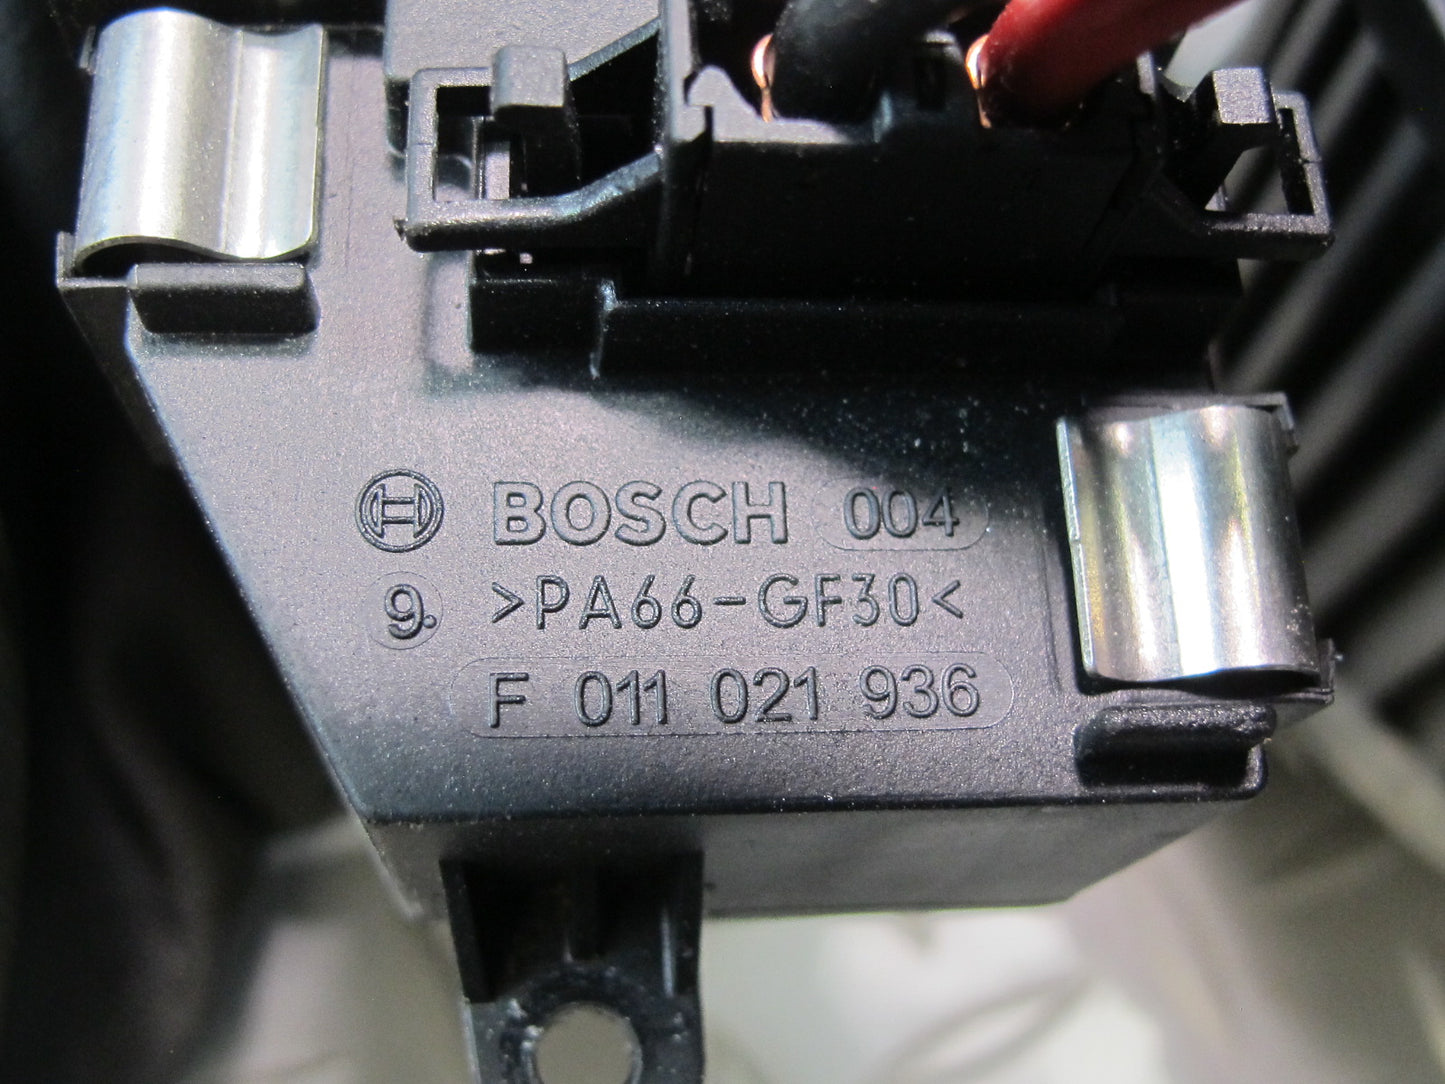 BOSCH 004
9. >PA66-GF30<
F 011 021 936